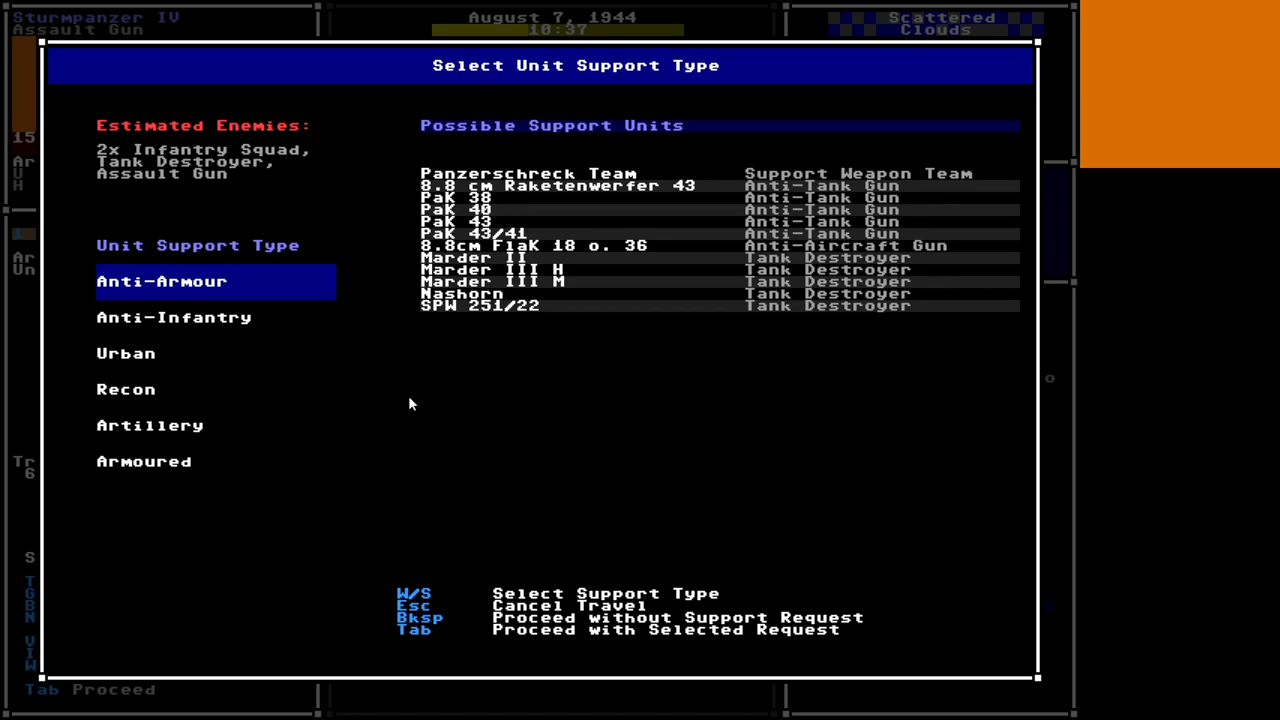 Sturmpanzer IV
Assault Gun
August 7, 1944
10:37
Scattered
Clouds
Select Unit Support Type
Estimated Enemies:
2x Infantry Squad,
Tank Destroyer,
Assault Gun
Unit Support Type
Anti-Armour
Anti-Infantry
Urban
Recon
Artillery
Armoured
Possible Support Units
Panzerschreck Team Support Weapon Team
8.8 cm Raketenwerfer 43 Anti-Tank Gun
PaK 38 Anti-Tank Gun
PaK 40 Anti-Tank Gun
PaK 43 Anti-Tank Gun
PaK 43/41 Anti-Tank Gun
8.8cm FlaK 18 o. 36 Anti-Aircraft Gun
Marder II Tank Destroyer
Marder III H Tank Destroyer
Marder III M Tank Destroyer
Nashorn Tank Destroyer
SPW 251/22 Tank Destroyer
W/S Select Support Type
Esc Cancel Travel
Bksp Proceed without Support Request
Tab Proceed with Selected Request
15
Ar
U
H
Ar
Un
Tr
6
S
T
G
B
N
V
I
W
o
Tab Proceed